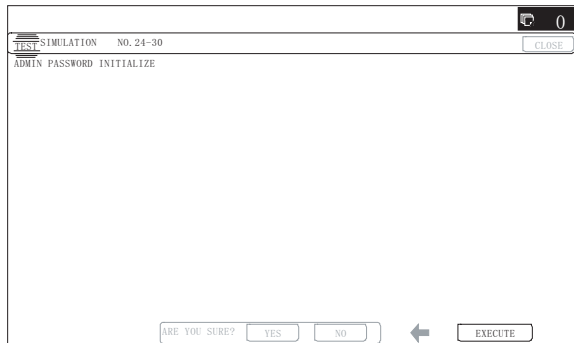 0
TEST SIMULATION NO. 24-30
CLOSE
ADMIN PASSWORD INITIALIZE
ARE YOU SURE? YES NO EXECUTE